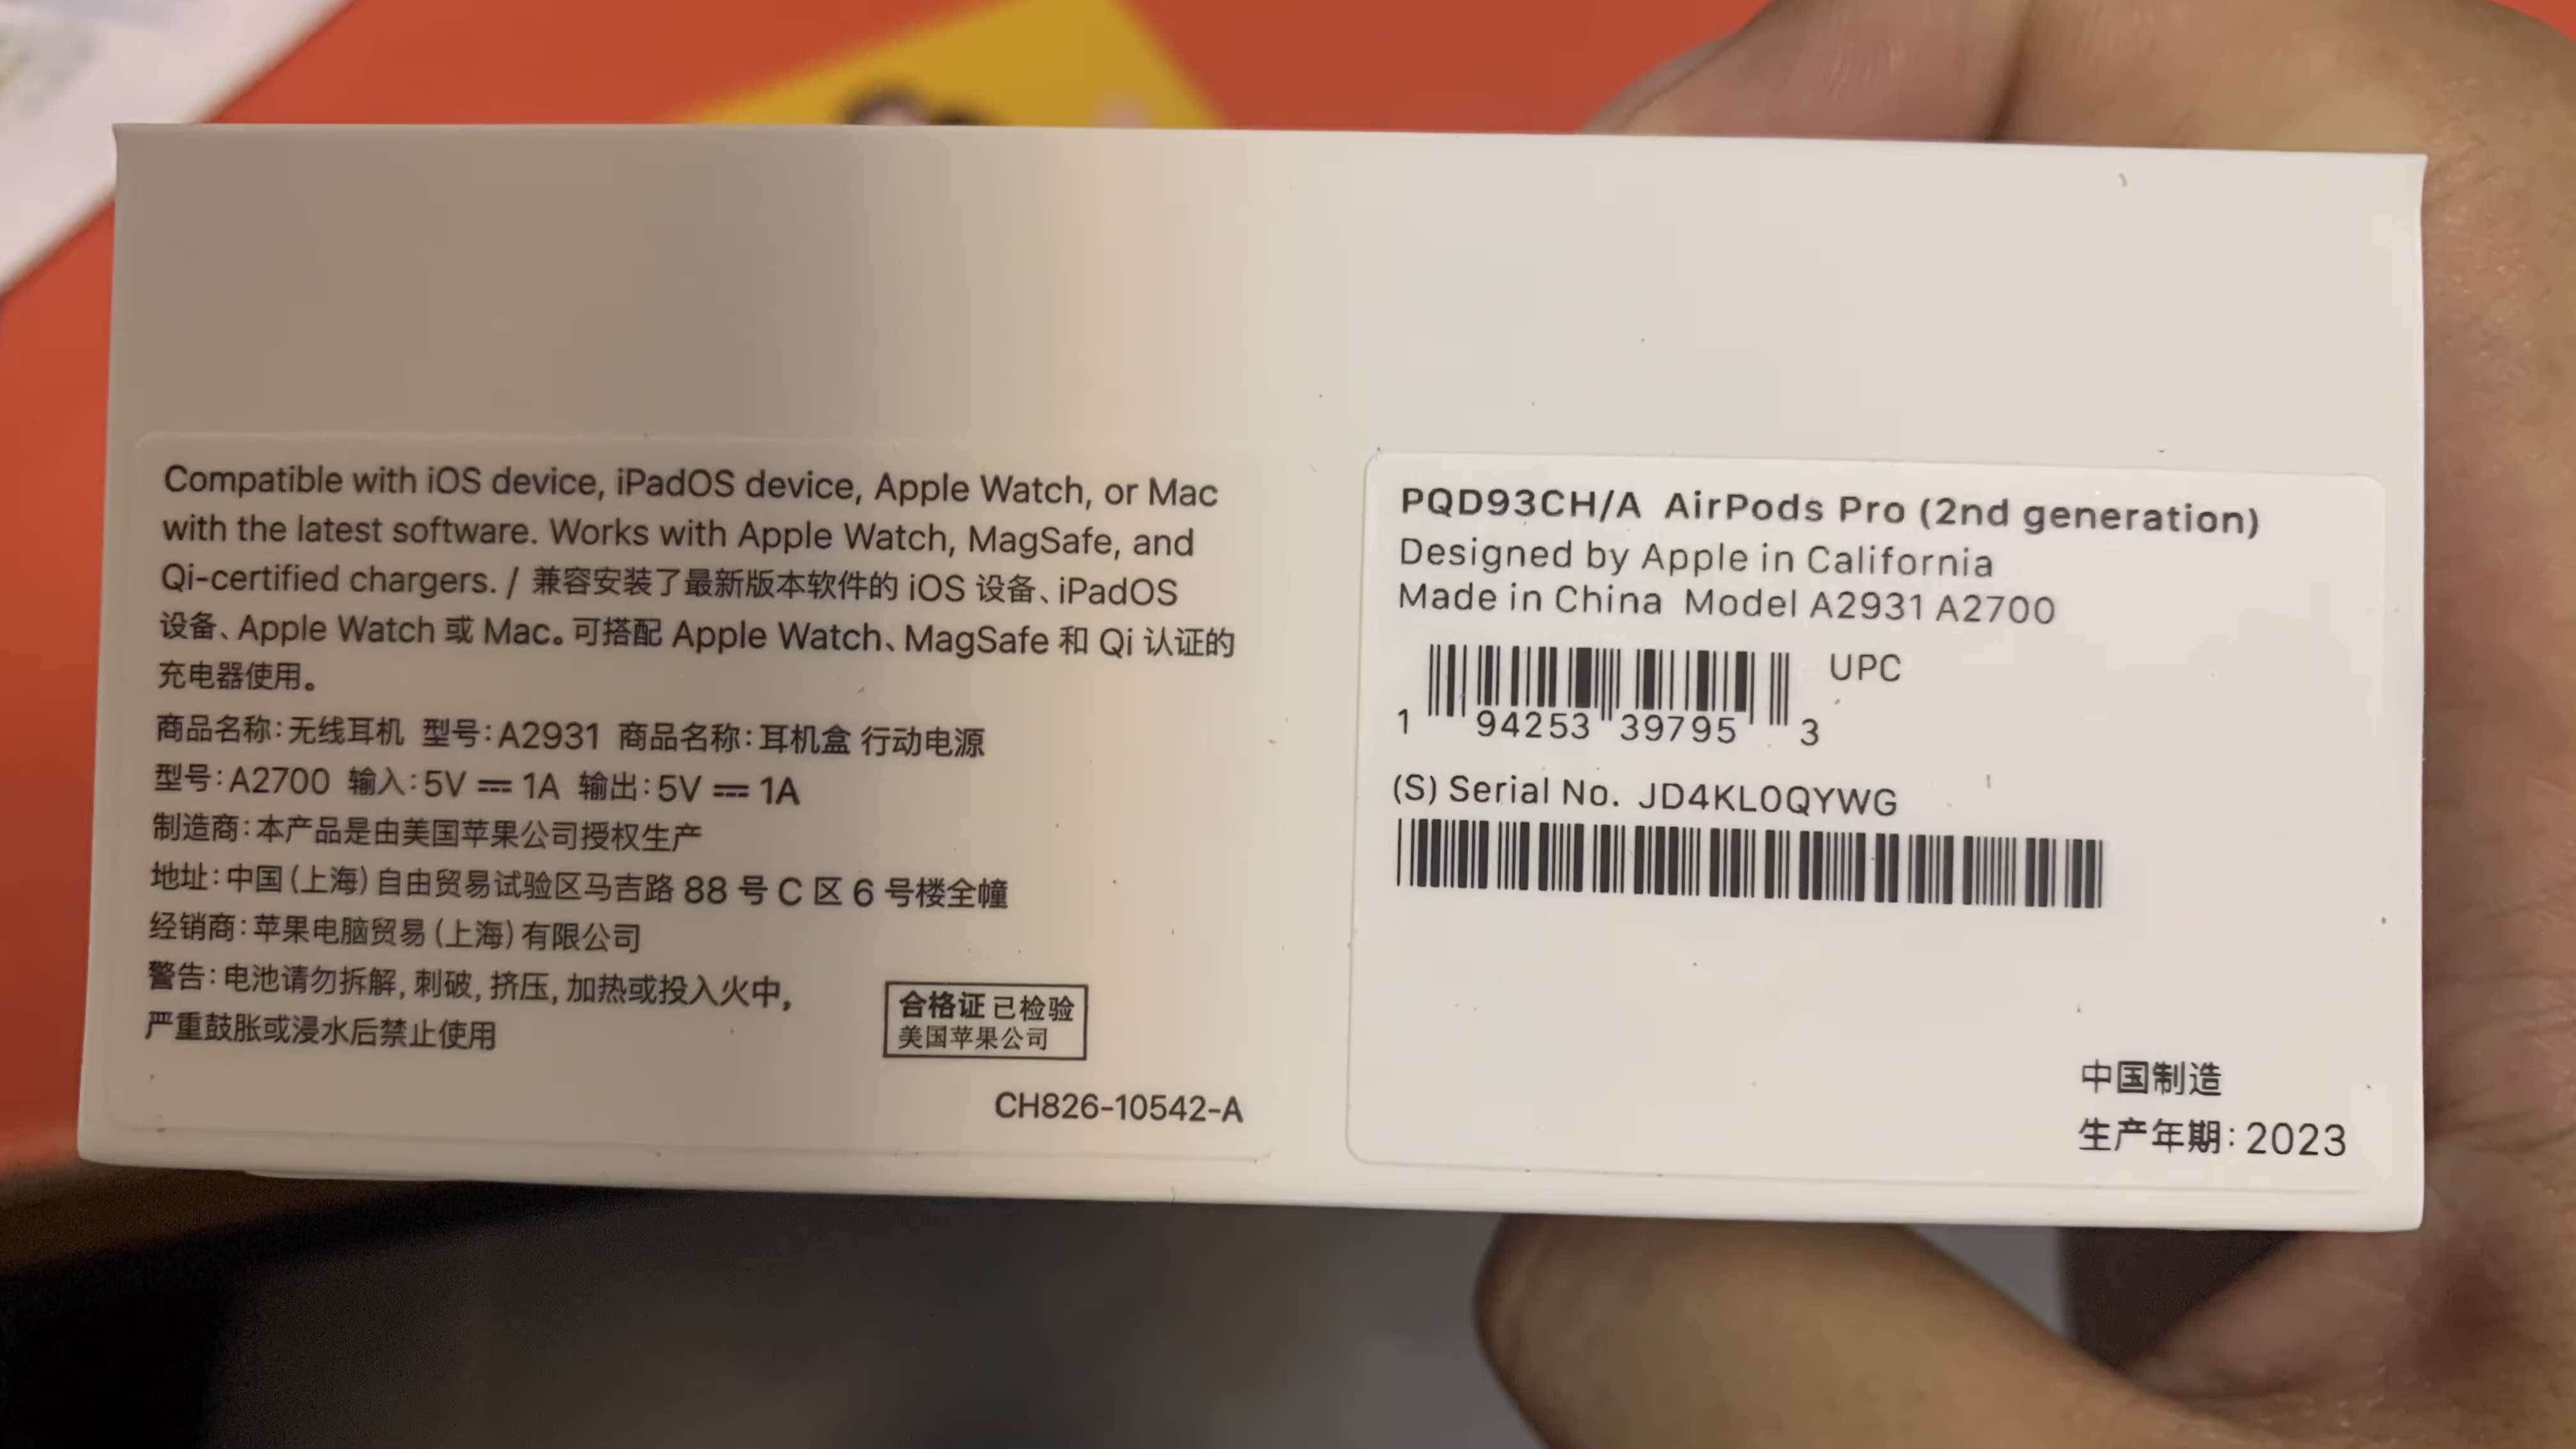 Compatible with iOS device, iPadOS device, Apple Watch, or Mac
with the latest software. Works with Apple Watch, MagSafe, and
Qi-certified chargers. / 兼容安装了最新版本软件的 iOS 设备、iPadOS
设备、Apple Watch 或 Mac。可搭配 Apple Watch、MagSafe 和 Qi 认证的
充电器使用。
商品名称:无线耳机 型号:A2931 商品名称:耳机盒 行动电源
型号:A2700 输入:5V ⎓ 1A 输出:5V ⎓ 1A
制造商:本产品是由美国苹果公司授权生产
地址:中国(上海)自由贸易试验区马吉路 88 号 C 区 6 号楼全幢
经销商:苹果电脑贸易(上海)有限公司
警告:电池请勿拆解, 刺破, 挤压, 加热或投入火中,
严重鼓胀或浸水后禁止使用
合格证 已检验
美国苹果公司
CH826-10542-A
PQD93CH/A AirPods Pro (2nd generation)
Designed by Apple in California
Made in China Model A2931 A2700
UPC
1 94253 39795 3
(S) Serial No. JD4KL0QYWG
中国制造
生产年期: 2023